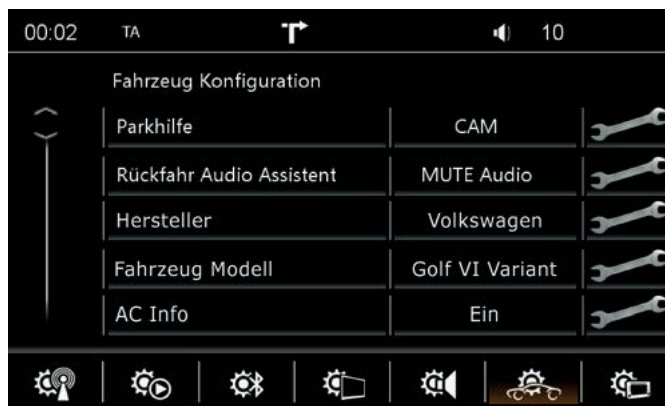 00:02 TA 10
Fahrzeug Konfiguration
Parkhilfe CAM
Rückfahr Audio Assistent MUTE Audio
Hersteller Volkswagen
Fahrzeug Modell Golf VI Variant
AC Info Ein